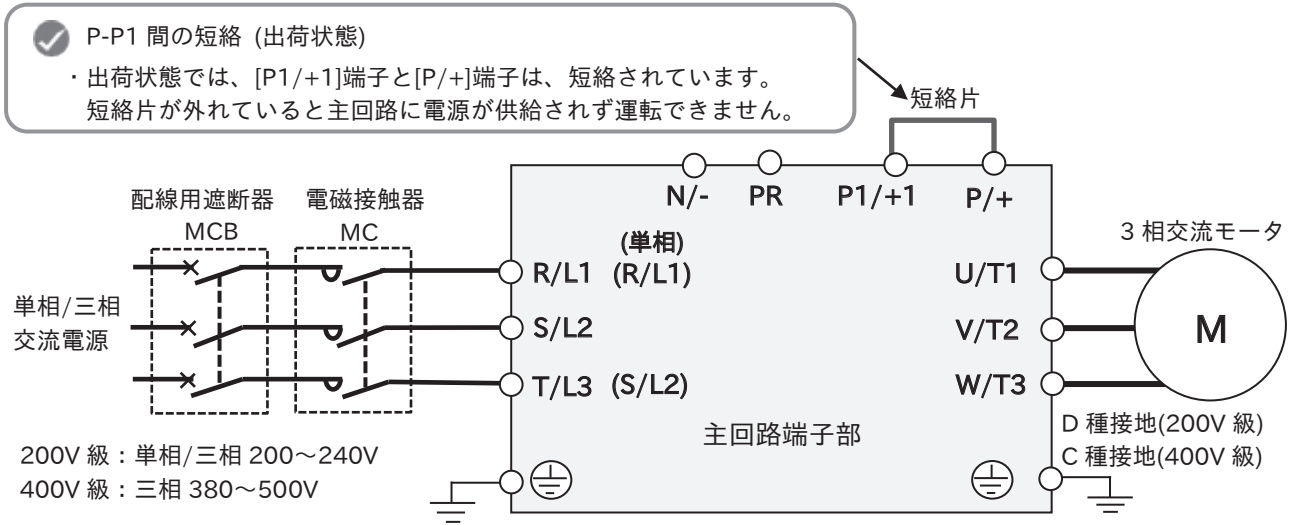 P-P1 間の短絡 (出荷状態)
・出荷状態では、[P1/+1]端子と[P/+]端子は、短絡されています。
短絡片が外れていると主回路に電源が供給されず運転できません。
短絡片
N/-
PR
P1/+1
P/+
配線用遮断器
MCB
電磁接触器
MC
3 相交流モータ
(単相)
R/L1 (R/L1)
U/T1
単相/三相
交流電源
S/L2
V/T2
M
T/L3 (S/L2)
W/T3
主回路端子部
D 種接地(200V 級)
C 種接地(400V 級)
200V 級：単相/三相 200～240V
400V 級：三相 380～500V